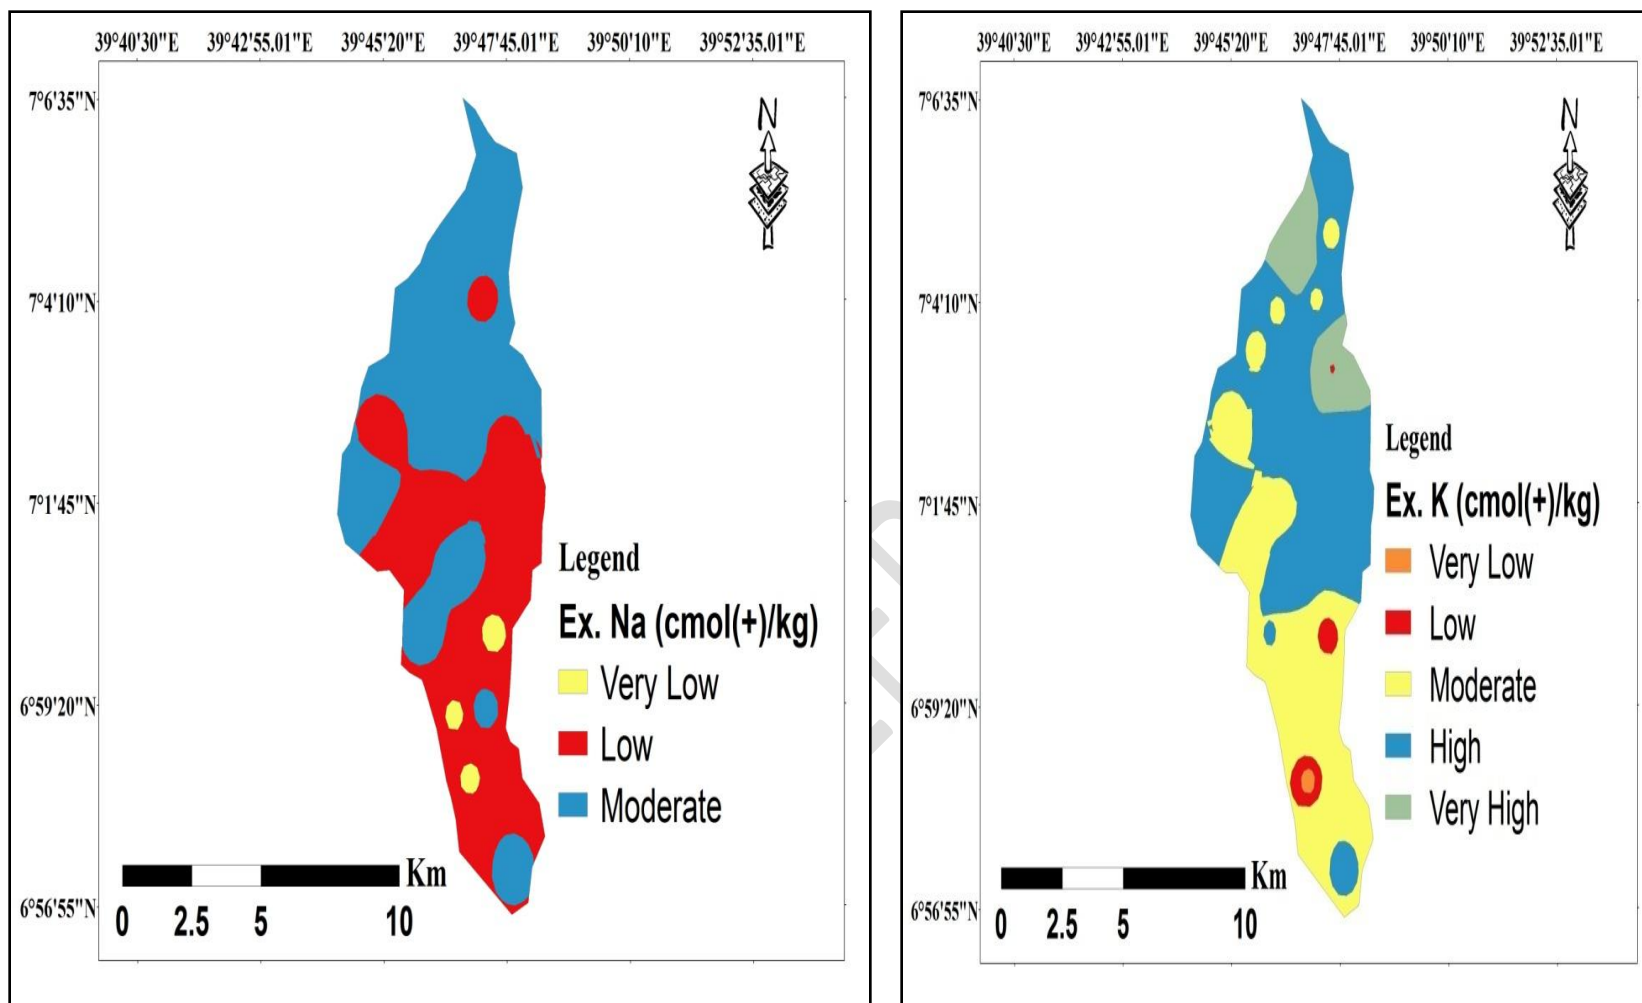 39°40'30"E 39°42'55.01"E 39°45'20"E 39°47'45.01"E 39°50'10"E 39°52'35.01"E
7°6'35"N
N
7°4'10"N
7°1'45"N
Legend
Ex. Na (cmol(+)/kg)
Very Low
6°59'20"N
Low
Moderate
Km
6°56'55"N
0 2.5 5 10
39°40'30"E 39°42'55.01"E 39°45'20"E 39°47'45.01"E 39°50'10"E 39°52'35.01"E
7°6'35"N
N
7°4'10"N
Legend
Ex. K (cmol(+)/kg)
7°1'45"N
Very Low
Low
Moderate
6°59'20"N
High
Very High
Km
6°56'55"N
0 2.5 5 10